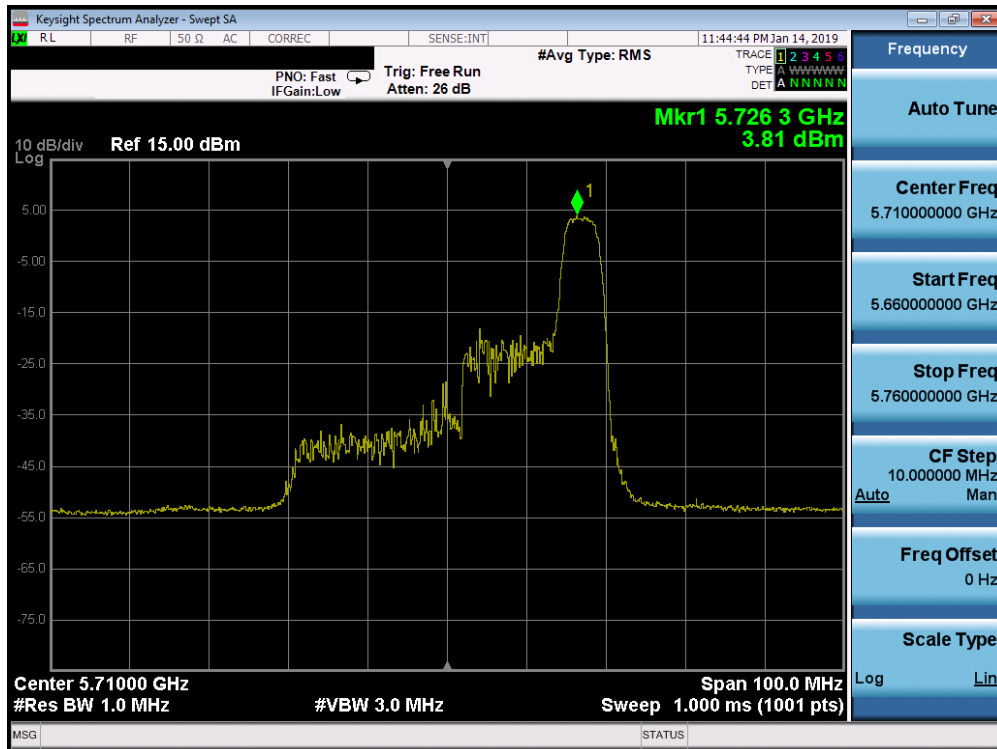 Keysight Spectrum Analyzer - Swept SA
LXI RL RF 50 Ω AC CORREC SENSE:INT 11:44:44 PM Jan 14, 2019
#Avg Type: RMS TRACE 1 2 3 4 5 6
PNO: Fast Trig: Free Run TYPE A WWWWW
IFGain:Low Atten: 26 dB DET A N N N N N
Mkr1 5.726 3 GHz
3.81 dBm
10 dB/div Ref 15.00 dBm
Log
1
5.00
-5.00
-15.0
-25.0
-35.0
-45.0
-55.0
-65.0
-75.0
Center 5.71000 GHz Span 100.0 MHz
#Res BW 1.0 MHz #VBW 3.0 MHz Sweep 1.000 ms (1001 pts)
MSG STATUS
Frequency
Auto Tune
Center Freq
5.710000000 GHz
Start Freq
5.660000000 GHz
Stop Freq
5.760000000 GHz
CF Step
10.000000 MHz
Auto Man
Freq Offset
0 Hz
Scale Type
Log Lin